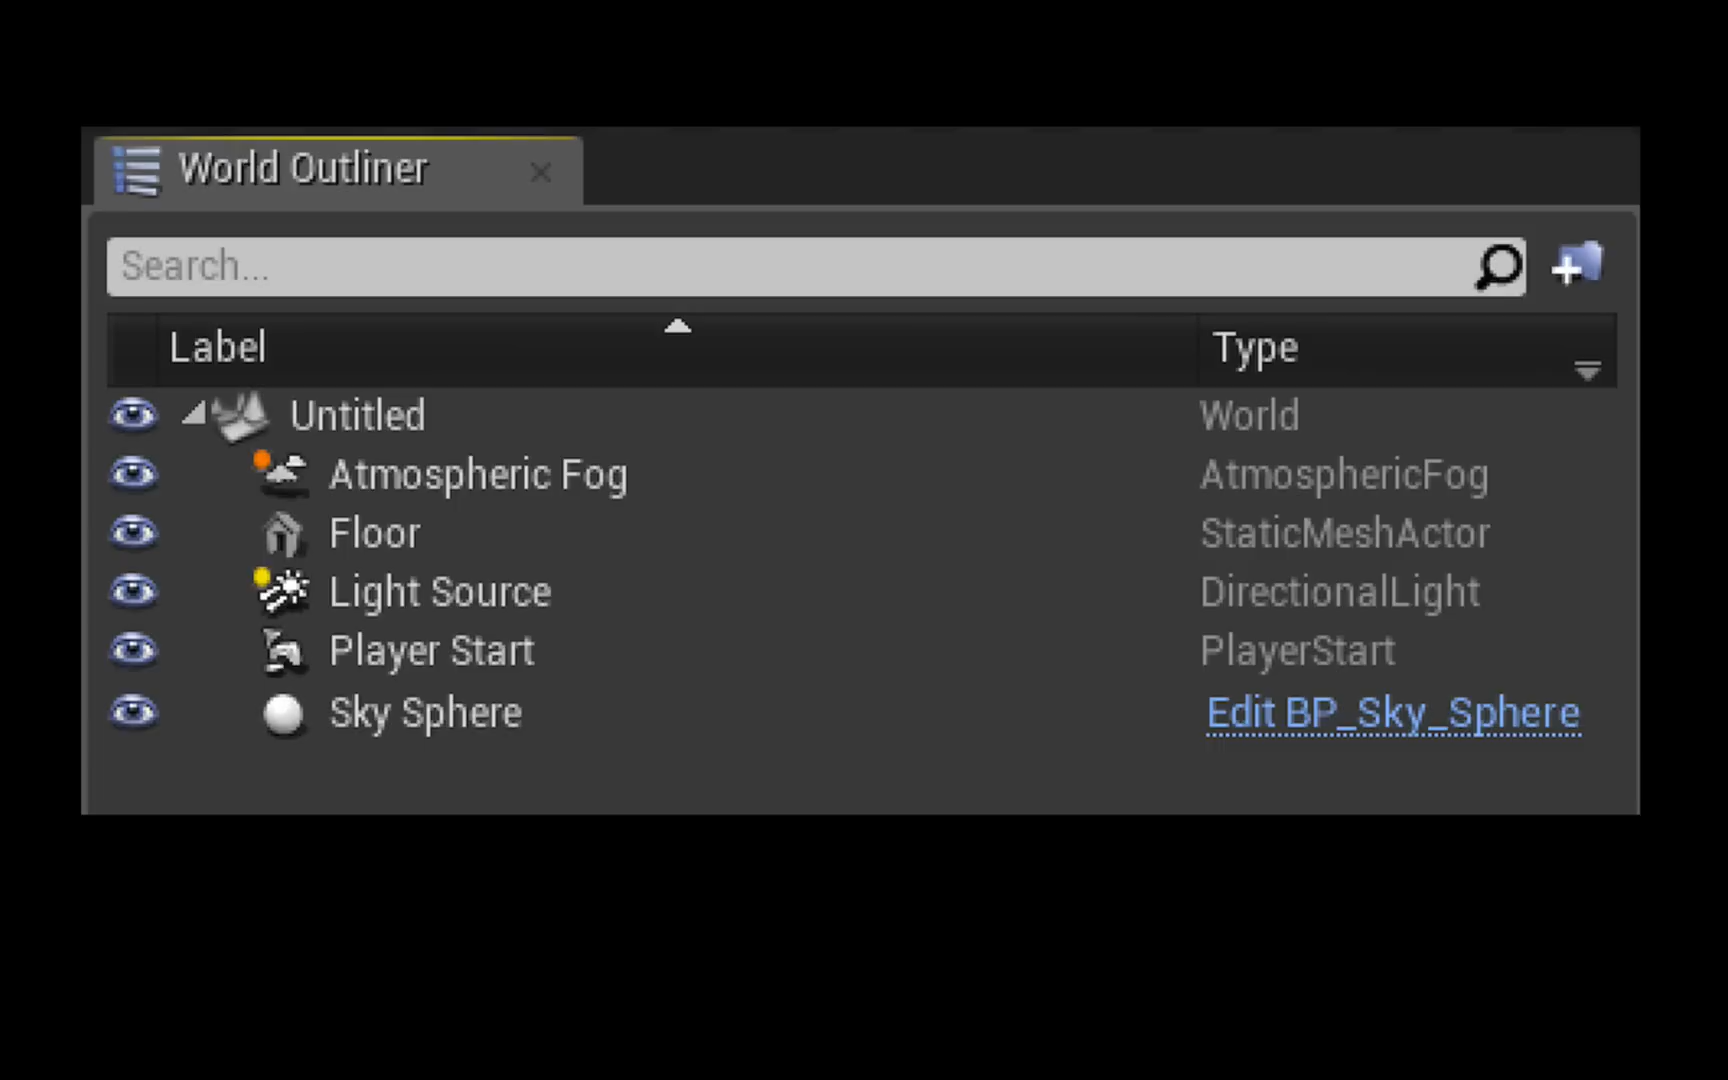 World Outliner
Search...
Label Type
Untitled World
Atmospheric Fog AtmosphericFog
Floor StaticMeshActor
Light Source DirectionalLight
Player Start PlayerStart
Sky Sphere Edit BP_Sky_Sphere